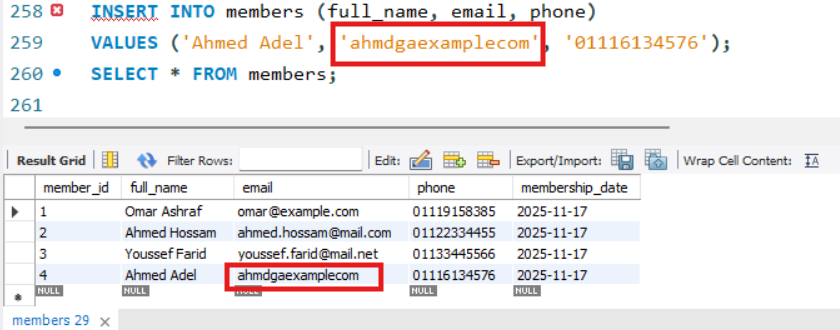 258 INSERT INTO members (full_name, email, phone)
259 VALUES ('Ahmed Adel', 'ahmdgaexamplecom', '01116134576');
260 SELECT * FROM members;
261
Result Grid Filter Rows: Edit: Export/Import: Wrap Cell Content:
member_id full_name email phone membership_date
1 Omar Ashraf omar@example.com 01119158385 2025-11-17
2 Ahmed Hossam ahmed.hossam@mail.com 01122334455 2025-11-17
3 Youssef Farid youssef.farid@mail.net 01133445566 2025-11-17
4 Ahmed Adel ahmdgaexamplecom 01116134576 2025-11-17
NULL NULL NULL NULL NULL
members 29